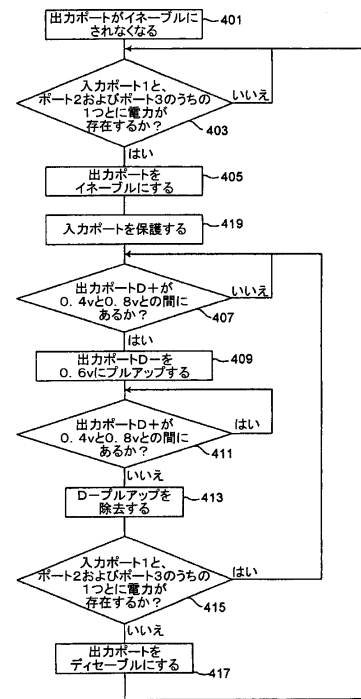 出力ポートがイネーブルに
されなくなる
401
入力ポート1と、
ポート2およびポート3のうちの
1つとに電力が
存在するか?
いいえ
403
はい
出力ポートを
イネーブルにする
405
入力ポートを保護する
419
出力ポートD+が
0.4vと0.8vとの間に
あるか?
いいえ
407
はい
出力ポートD-を
0.6vにプルアップする
409
出力ポートD+が
0.4vと0.8vとの間に
あるか?
はい
411
いいえ
D-プルアップを
除去する
413
入力ポート1と、
ポート2およびポート3のうちの
1つとに電力が
存在するか?
はい
415
いいえ
出力ポートを
ディセーブルにする
417